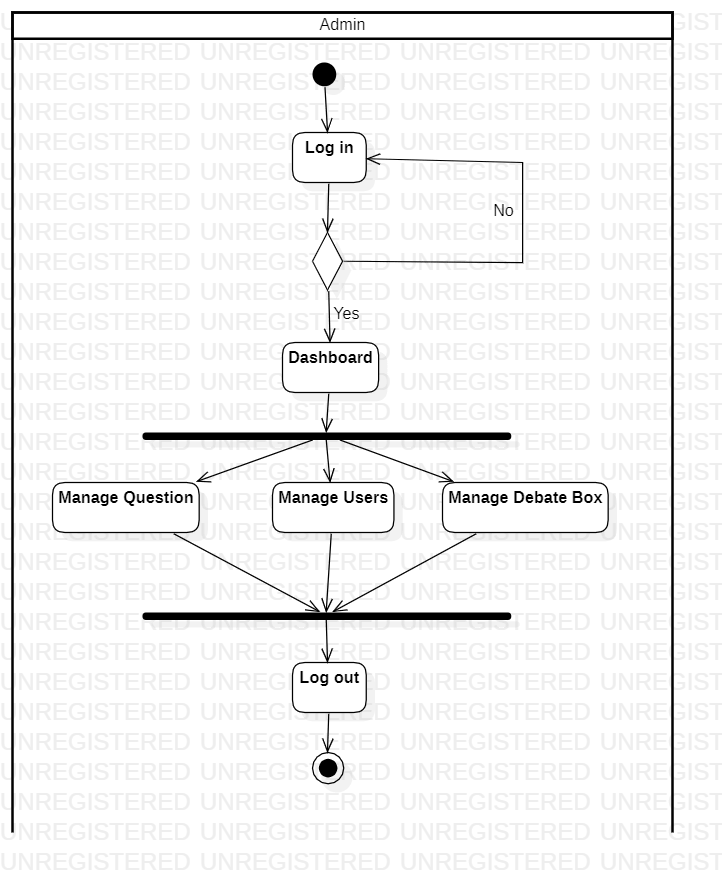 Admin
Log in
No
Yes
Dashboard
Manage Question
Manage Users
Manage Debate Box
Log out
UNREGISTERED